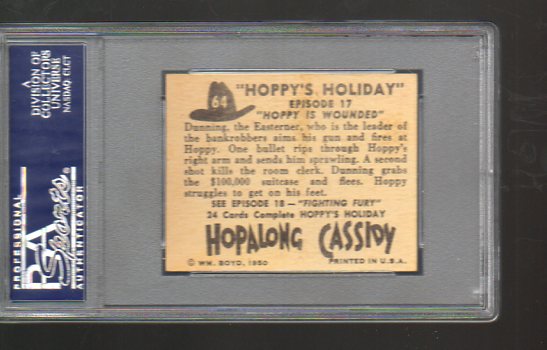 A
DIVISION OF
COLLECTORS
UNIVERSE
NASDAQ: CLCT
PROFESSIONAL
PSA
Sports
AUTHENTICATOR
64
"HOPPY'S HOLIDAY"
EPISODE 17
"HOPPY IS WOUNDED"
Dunning, the Easterner, who is the leader of
the bankrobbers aims his gun and fires at
Hoppy. One bullet rips through Hoppy's
right arm and sends him sprawling. A second
shot kills the room clerk. Dunning grabs
the $100,000 suitcase and flees. Hoppy
struggles to get on his feet.
SEE EPISODE 18 — "FIGHTING FURY"
24 Cards Complete HOPPY'S HOLIDAY
HOPALONG CASSIDY
© WM. BOYD, 1950 PRINTED IN U.S.A.